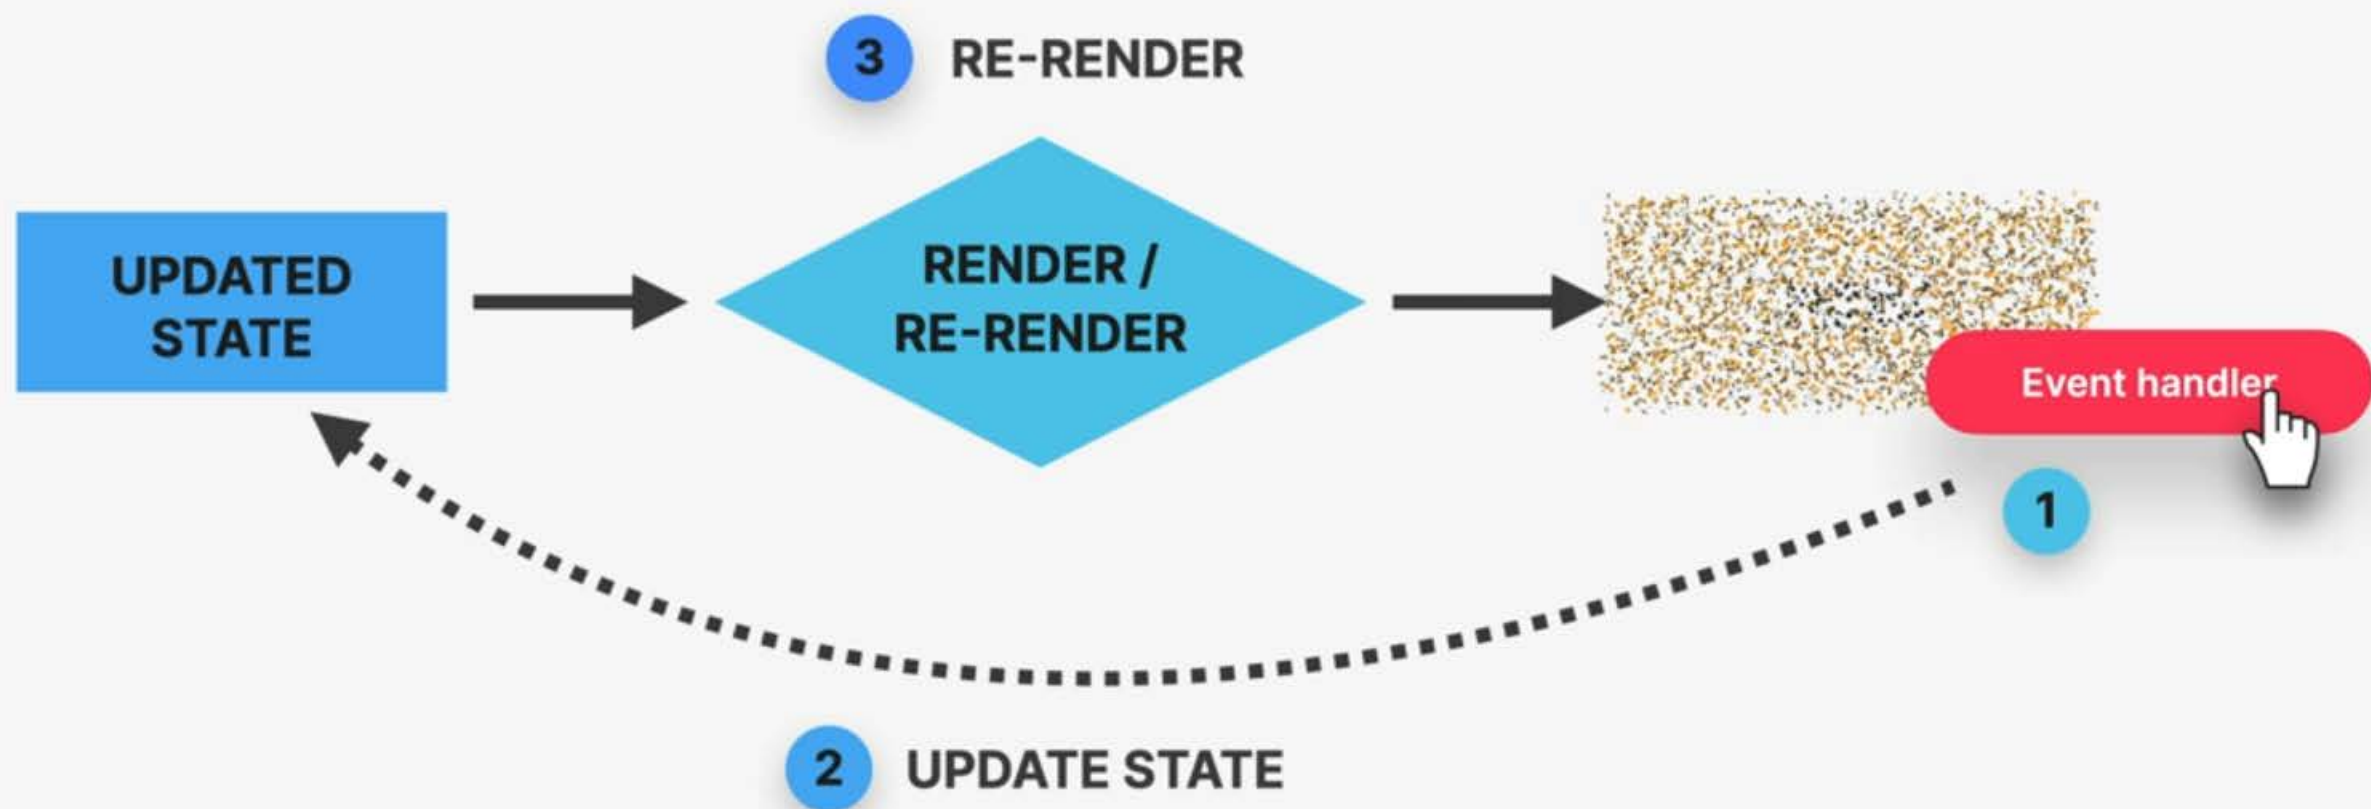 3 RE-RENDER
UPDATED
STATE
RENDER /
RE-RENDER
Event handler
1
2 UPDATE STATE